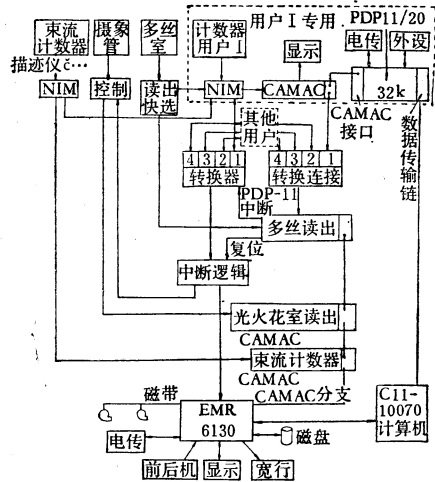 用户Ⅰ专用
PDP11/20
束流
计数器
摄象
管
多丝
室
计数器
用户Ⅰ
显示
电传
外设
描迹仪
NIM
控制
读出
快选
NIM
CAMAC
32k
CAMAC
接口
数据传输链
其他
用户
4 3 2 1
4 3 2 1
转换器
转换连接
PDP-11
中断
多丝读出
复位
中断逻辑
光火花室读出
CAMAC
束流计数器
CAMAC
CAMAC分支
磁带
EMR
6130
C11-
10070
计算机
电传
磁盘
前后机
显示
宽行